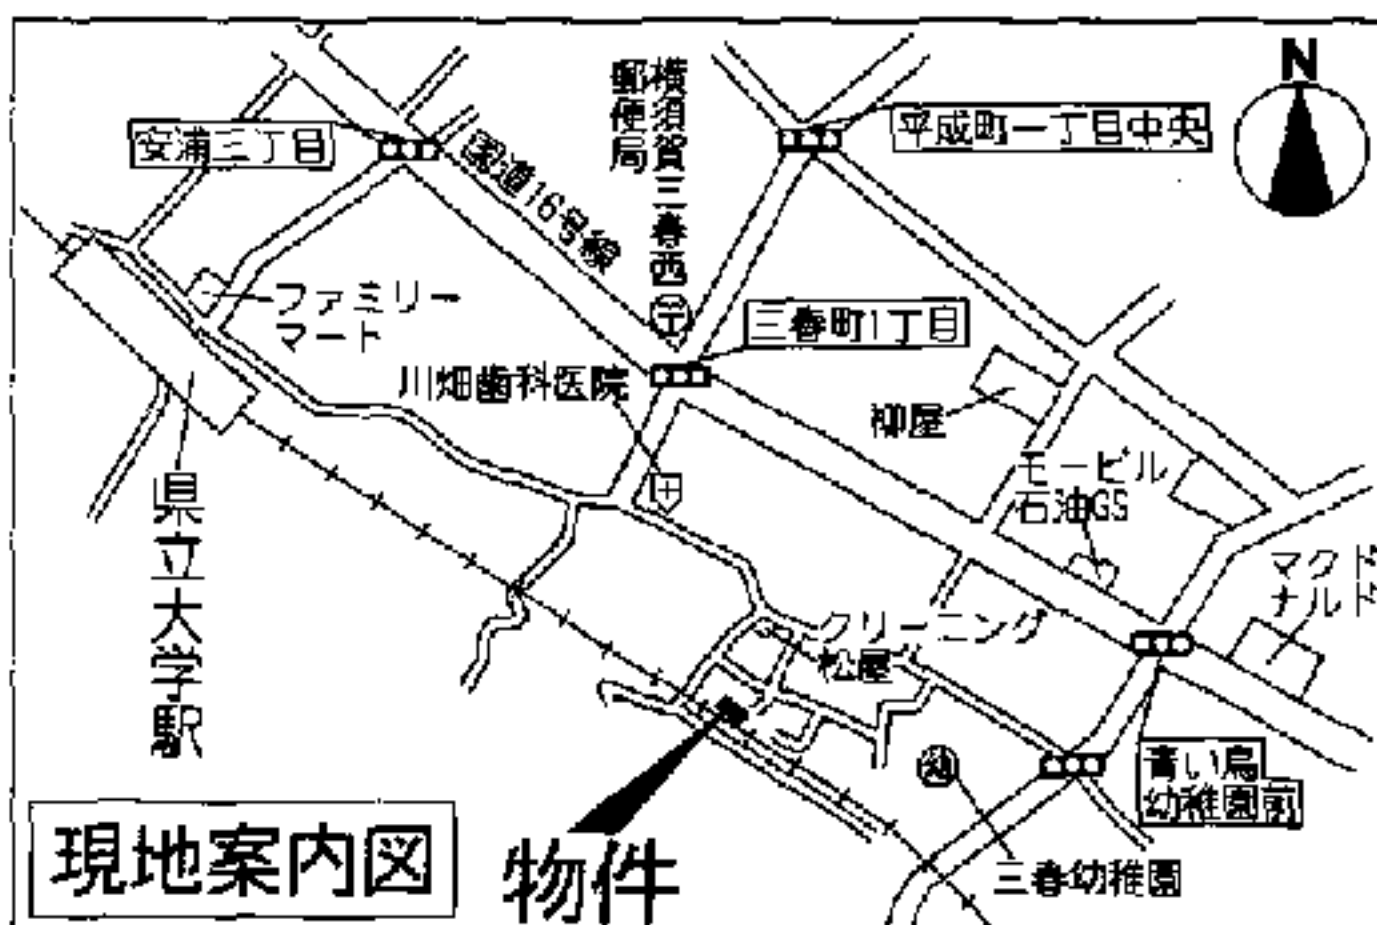 N
横須賀三春西
郵便局
平成町一丁目中央
安浦三丁目
国道16号線
ファミリー
マート
三春町1丁目
川畑歯科医院
柳屋
モービル
石油GS
マクド
ナルド
県立大学駅
クリーニング
松屋
幼
青い鳥
幼稚園前
三春幼稚園
現地案内図
物件